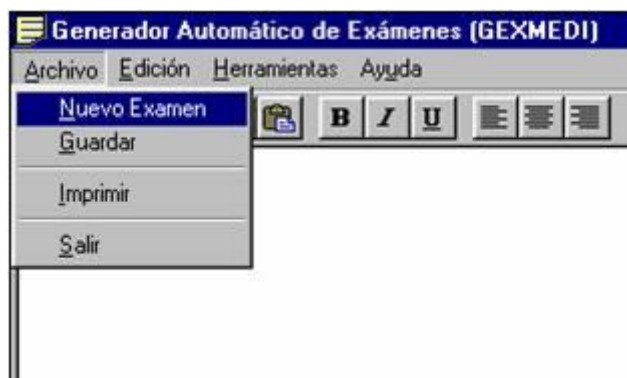 Generador Automático de Exámenes (GEXMEDI)
Archivo Edición Herramientas Ayuda
Nuevo Examen
B I U
Guardar
Imprimir
Salir